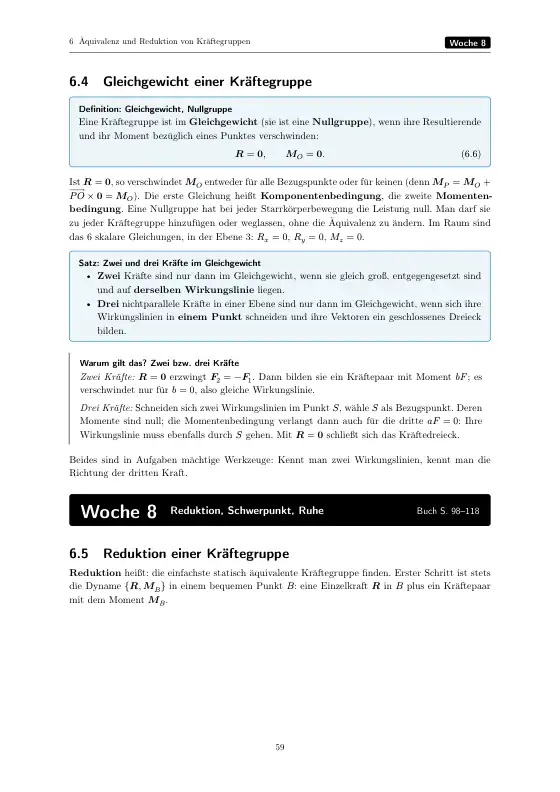 6 Äquivalenz und Reduktion von Kräftegruppen Woche 8
6.4 Gleichgewicht einer Kräftegruppe
Definition: Gleichgewicht, Nullgruppe
Eine Kräftegruppe ist im Gleichgewicht (sie ist eine Nullgruppe), wenn ihre Resultierende
und ihr Moment bezüglich eines Punktes verschwinden:
R = 0, M_O = 0. (6.6)
Ist R = 0, so verschwindet M_O entweder für alle Bezugspunkte oder für keinen (denn M_P = M_O +
PO × 0 = M_O). Die erste Gleichung heißt Komponentenbedingung, die zweite Momenten-
bedingung. Eine Nullgruppe hat bei jeder Starrkörperbewegung die Leistung null. Man darf sie
zu jeder Kräftegruppe hinzufügen oder weglassen, ohne die Äquivalenz zu ändern. Im Raum sind
das 6 skalare Gleichungen, in der Ebene 3: R_x = 0, R_y = 0, M_z = 0.
Satz: Zwei und drei Kräfte im Gleichgewicht
• Zwei Kräfte sind nur dann im Gleichgewicht, wenn sie gleich groß, entgegengesetzt sind
und auf derselben Wirkungslinie liegen.
• Drei nichtparallele Kräfte in einer Ebene sind nur dann im Gleichgewicht, wenn sich ihre
Wirkungslinien in einem Punkt schneiden und ihre Vektoren ein geschlossenes Dreieck
bilden.
Warum gilt das? Zwei bzw. drei Kräfte
Zwei Kräfte: R = 0 erzwingt F_2 = −F_1. Dann bilden sie ein Kräftepaar mit Moment bF; es
verschwindet nur für b = 0, also gleiche Wirkungslinie.
Drei Kräfte: Schneiden sich zwei Wirkungslinien im Punkt S, wähle S als Bezugspunkt. Deren
Momente sind null; die Momentenbedingung verlangt dann auch für die dritte aF = 0: Ihre
Wirkungslinie muss ebenfalls durch S gehen. Mit R = 0 schließt sich das Kräftedreieck.
Beides sind in Aufgaben mächtige Werkzeuge: Kennt man zwei Wirkungslinien, kennt man die
Richtung der dritten Kraft.
Woche 8 Reduktion, Schwerpunkt, Ruhe Buch S. 98–118
6.5 Reduktion einer Kräftegruppe
Reduktion heißt: die einfachste statisch äquivalente Kräftegruppe finden. Erster Schritt ist stets
die Dyname {R, M_B} in einem bequemen Punkt B: eine Einzelkraft R in B plus ein Kräftepaar
mit dem Moment M_B.
59